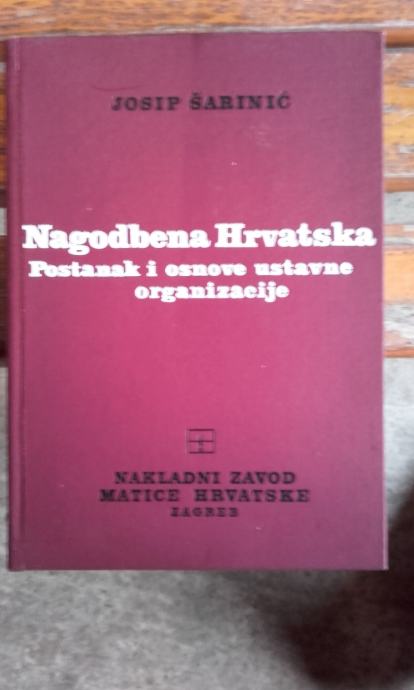 JOSIP ŠARINIĆ
Nagodbena Hrvatska
Postanak i osnove ustavne
organizacije
NAKLADNI ZAVOD
MATICE HRVATSKE
ZAGREB